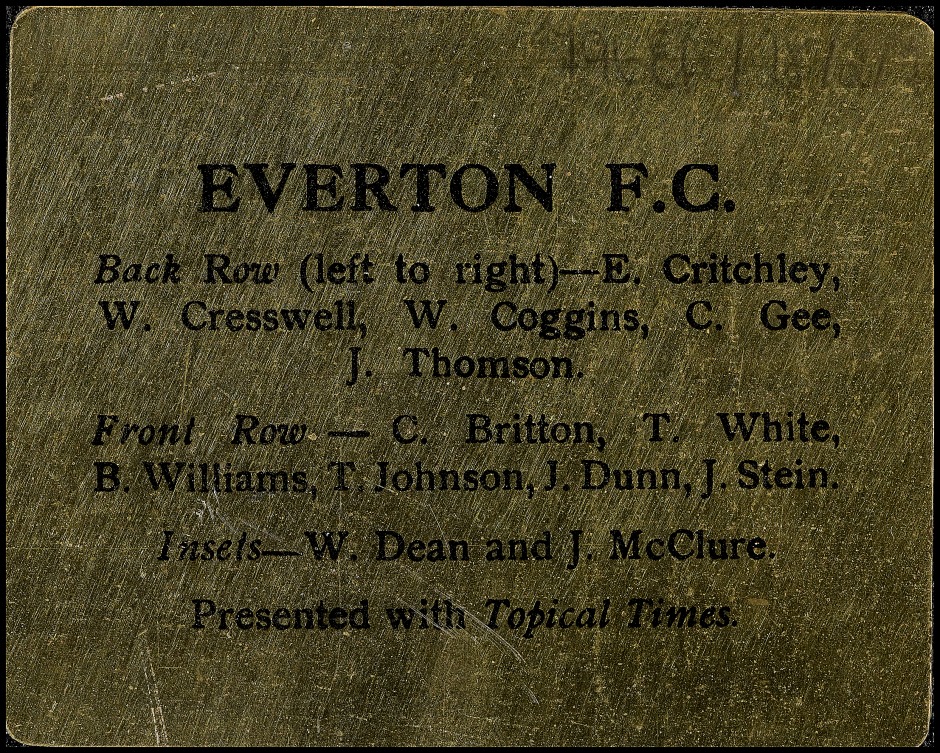 EVERTON F.C.
Back Row (left to right)—E. Critchley,
W. Cresswell, W. Coggins, C. Gee,
J. Thomson.
Front Row — C. Britton, T. White,
B. Williams, T. Johnson, J. Dunn, J. Stein.
Insets—W. Dean and J. McClure.
Presented with Topical Times.